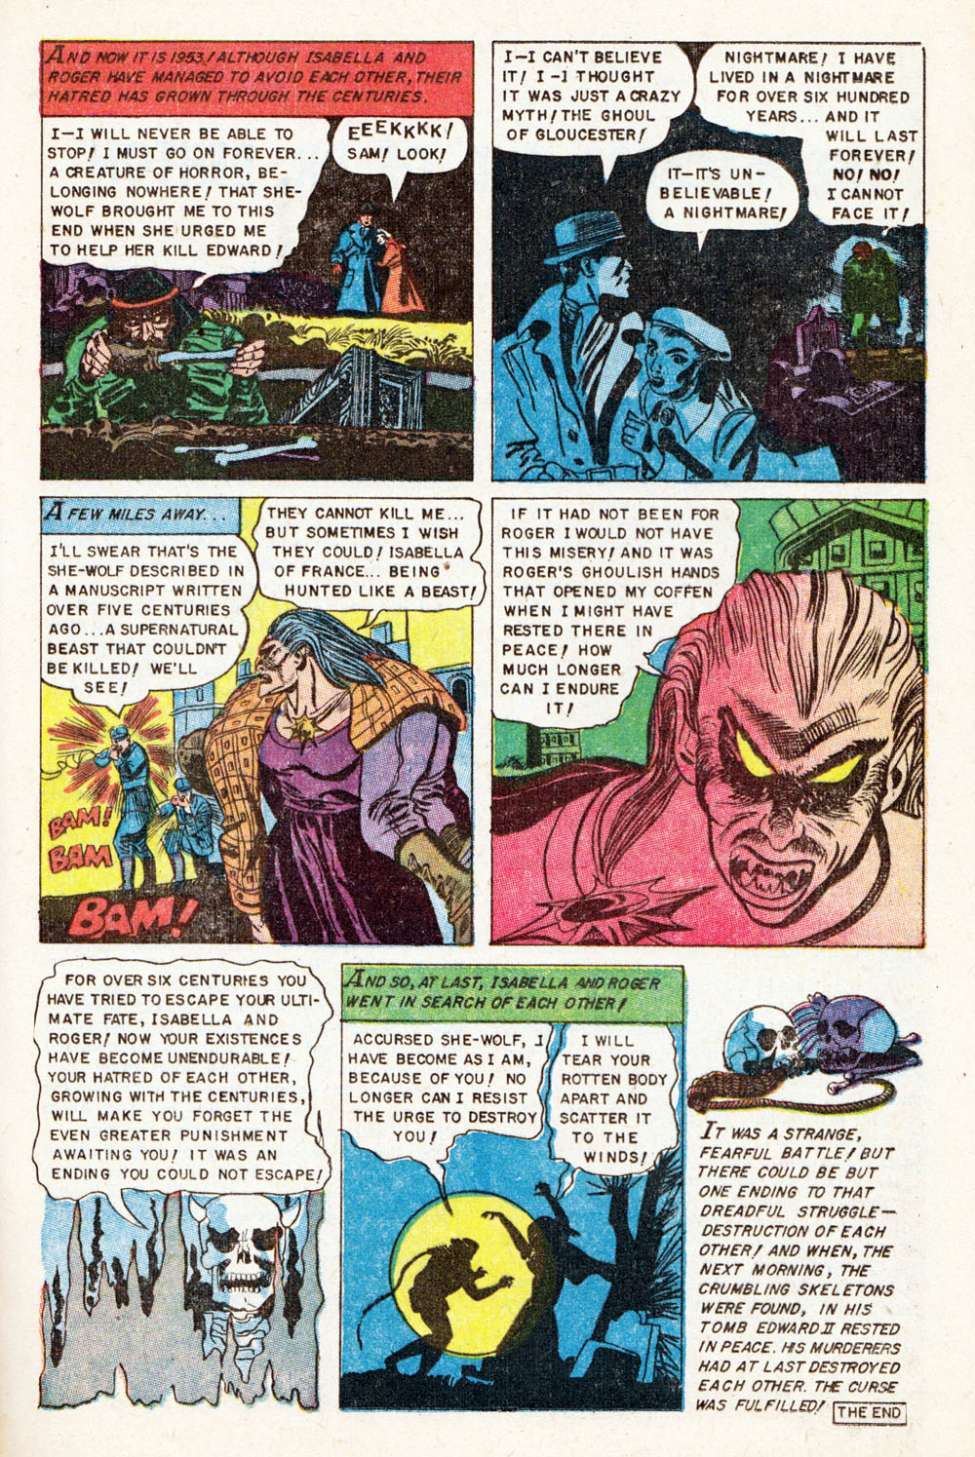 AND NOW IT IS 1953! ALTHOUGH ISABELLA AND
ROGER HAVE MANAGED TO AVOID EACH OTHER, THEIR
HATRED HAS GROWN THROUGH THE CENTURIES.
I–I WILL NEVER BE ABLE TO
STOP! I MUST GO ON FOREVER...
A CREATURE OF HORROR, BE-
LONGING NOWHERE! THAT SHE-
WOLF BROUGHT ME TO THIS
END WHEN SHE URGED ME
TO HELP HER KILL EDWARD!
EEEKKKK!
SAM! LOOK!
I–I CAN'T BELIEVE
IT! I–I THOUGHT
IT WAS JUST A CRAZY
MYTH! THE GHOUL
OF GLOUCESTER!
IT–IT'S UN-
BELIEVABLE!
A NIGHTMARE!
NIGHTMARE! I HAVE
LIVED IN A NIGHTMARE
FOR OVER SIX HUNDRED
YEARS... AND IT
WILL LAST
FOREVER!
NO! NO!
I CANNOT
FACE IT!
A FEW MILES AWAY...
I'LL SWEAR THAT'S THE
SHE-WOLF DESCRIBED IN
A MANUSCRIPT WRITTEN
OVER FIVE CENTURIES
AGO...A SUPERNATURAL
BEAST THAT COULDN'T
BE KILLED! WE'LL
SEE!
THEY CANNOT KILL ME...
BUT SOMETIMES I WISH
THEY COULD! ISABELLA
OF FRANCE... BEING
HUNTED LIKE A BEAST!
BAM!
BAM
BAM!
IF IT HAD NOT BEEN FOR
ROGER I WOULD NOT HAVE
THIS MISERY! AND IT WAS
ROGER'S GHOULISH HANDS
THAT OPENED MY COFFEN
WHEN I MIGHT HAVE
RESTED THERE IN
PEACE! HOW
MUCH LONGER
CAN I ENDURE
IT!
FOR OVER SIX CENTURIES YOU
HAVE TRIED TO ESCAPE YOUR ULTI-
MATE FATE, ISABELLA AND
ROGER! NOW YOUR EXISTENCES
HAVE BECOME UNENDURABLE!
YOUR HATRED OF EACH OTHER,
GROWING WITH THE CENTURIES,
WILL MAKE YOU FORGET THE
EVEN GREATER PUNISHMENT
AWAITING YOU! IT WAS AN
ENDING YOU COULD NOT ESCAPE!
AND SO, AT LAST, ISABELLA AND ROGER
WENT IN SEARCH OF EACH OTHER!
ACCURSED SHE-WOLF, I
HAVE BECOME AS I AM,
BECAUSE OF YOU! NO
LONGER CAN I RESIST
THE URGE TO DESTROY
YOU!
I WILL
TEAR YOUR
ROTTEN BODY
APART AND
SCATTER IT
TO THE
WINDS!
IT WAS A STRANGE,
FEARFUL BATTLE! BUT
THERE COULD BE BUT
ONE ENDING TO THAT
DREADFUL STRUGGLE—
DESTRUCTION OF EACH
OTHER! AND WHEN, THE
NEXT MORNING, THE
CRUMBLING SKELETONS
WERE FOUND, IN HIS
TOMB EDWARD II RESTED
IN PEACE. HIS MURDERERS
HAD AT LAST DESTROYED
EACH OTHER. THE CURSE
WAS FULFILLED!
THE END